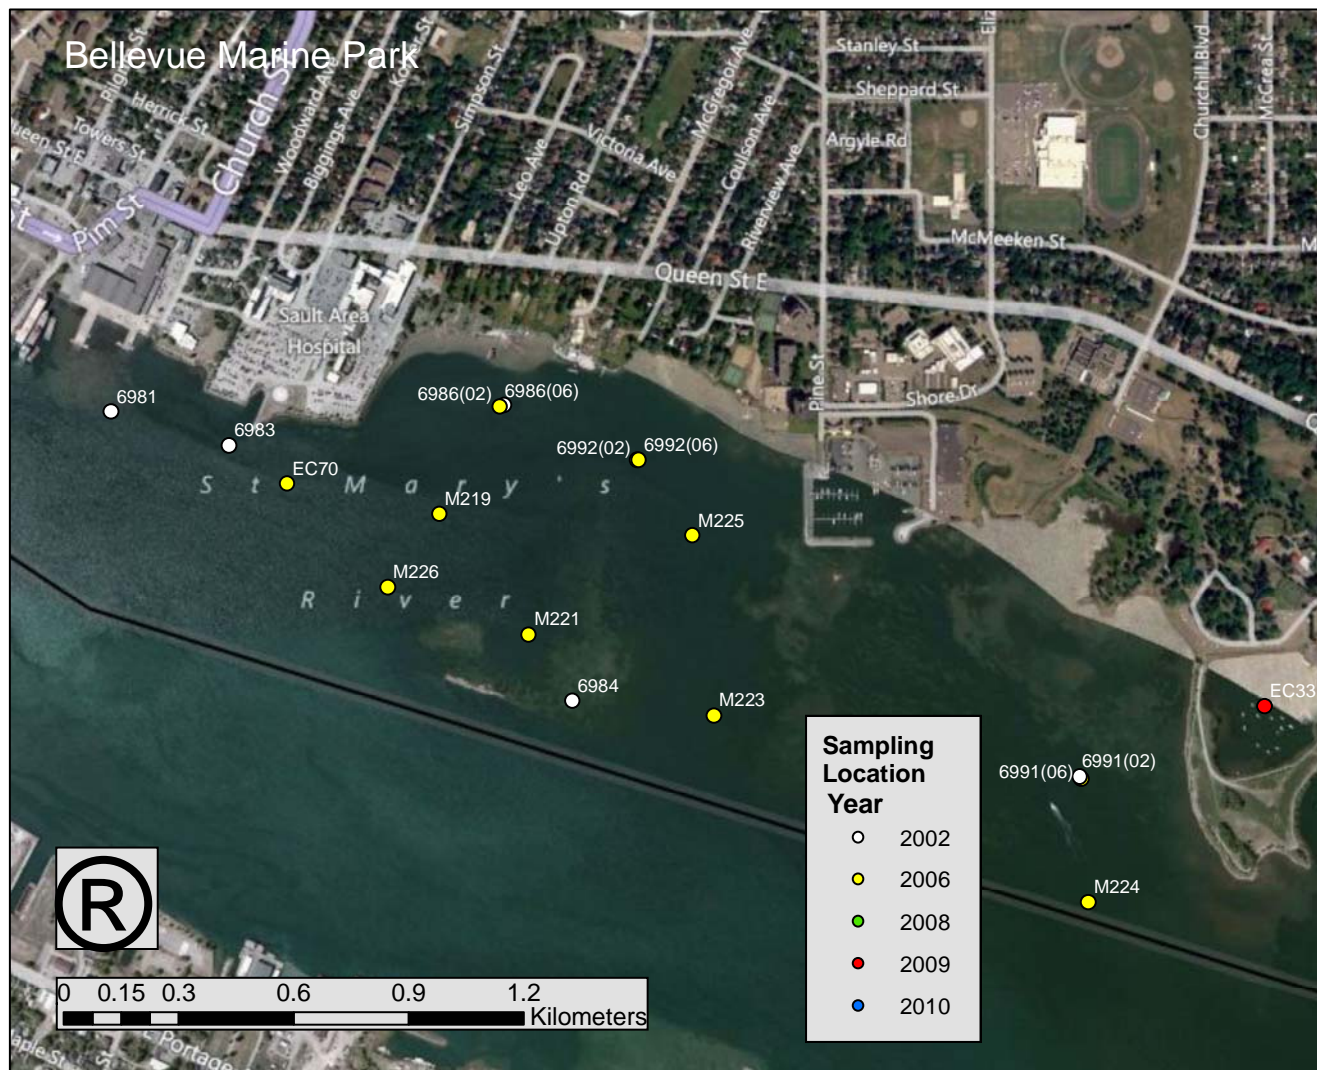 Bellevue Marine Park
Stanley St
Sheppard St
Argyle Rd
Churchill Blvd
McCrea St
Herrick St
Towers St
Queen St E
Church St
Woodward Ave
Biggings Ave
Simpson St
Leo Ave
Victoria Ave
Upton Rd
McGregor Ave
Coulson Ave
Riverview Ave
McMeeken St
Pim St
Queen St E
Sault Area
Hospital
Pine St
Shore Dr
6981
6983
6986(02)
6986(06)
6992(02)
6992(06)
EC70
St Mary's
M219
M225
M226
River
M221
6984
M223
EC33
6991(06)
6991(02)
M224
Sampling
Location
Year
2002
2006
2008
2009
2010
R
0 0.15 0.3 0.6 0.9 1.2
Kilometers
Portage